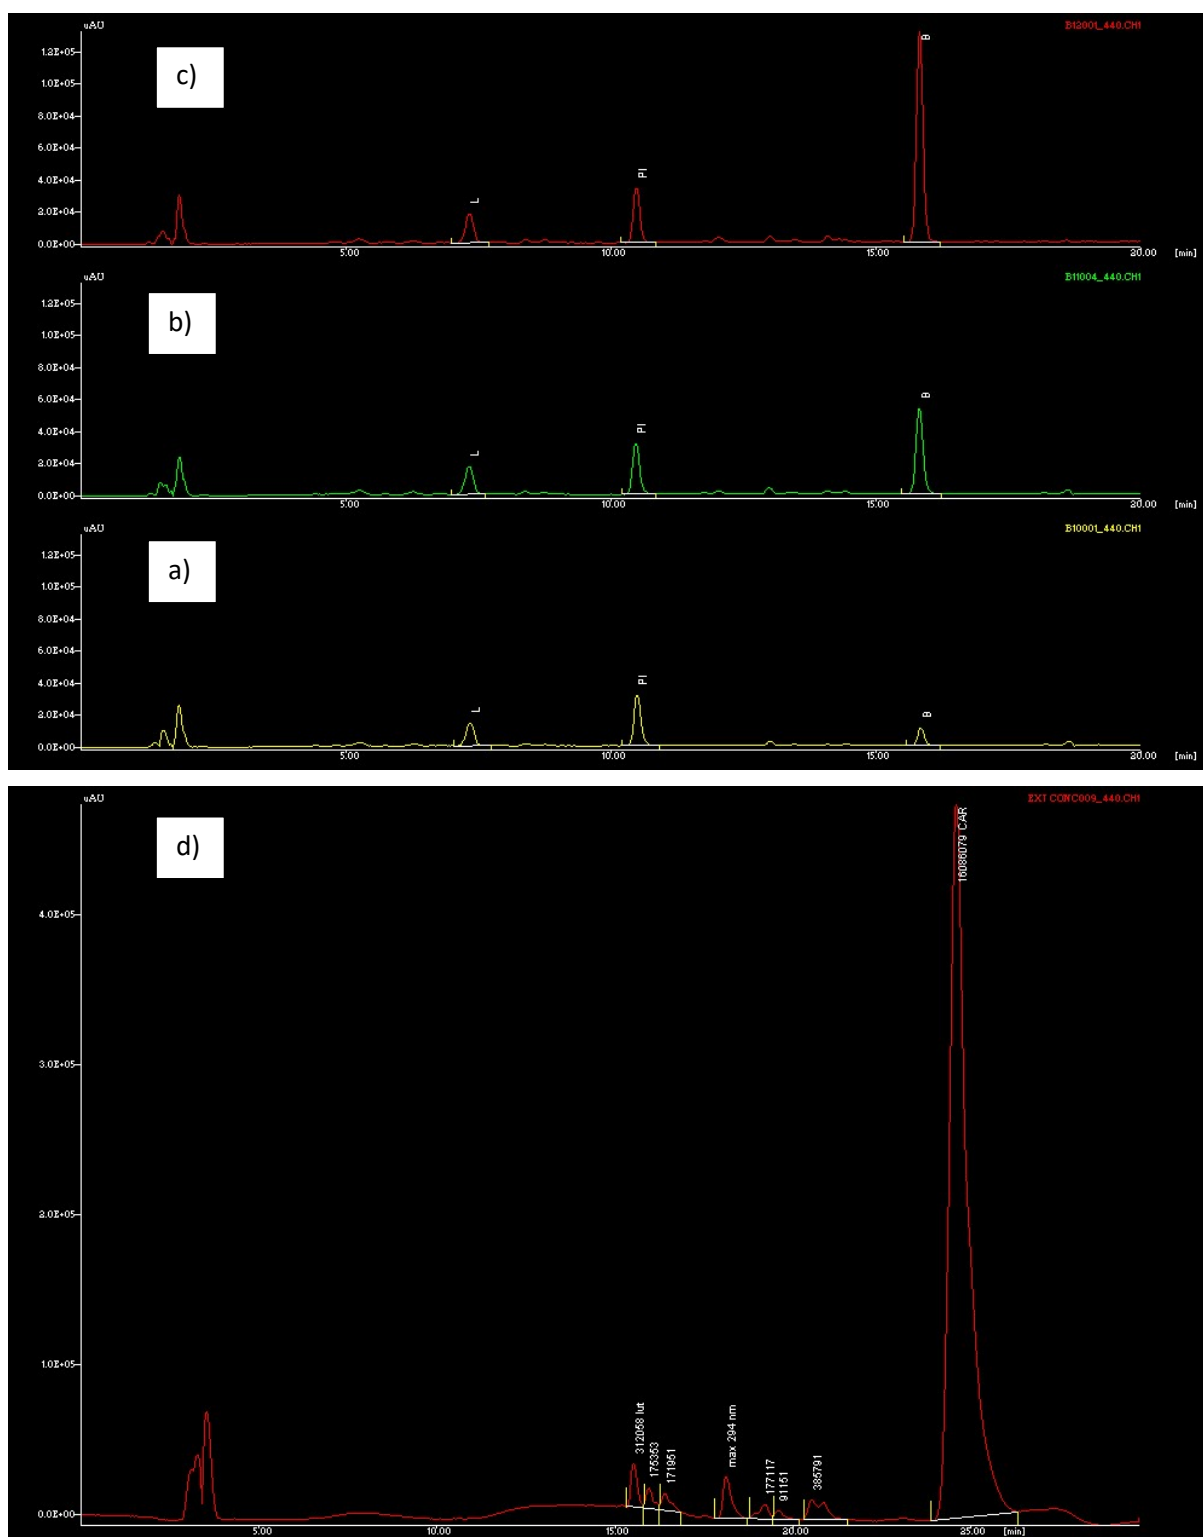 uAU
B12001_440.CH1
c)
1.2E+05
1.0E+05
8.0E+04
6.0E+04
4.0E+04
2.0E+04
0.0E+00
L
PI
B
5.00
10.00
15.00
20.00
[min]
uAU
B11004_440.CH1
b)
1.2E+05
1.0E+05
8.0E+04
6.0E+04
4.0E+04
2.0E+04
0.0E+00
L
PI
B
5.00
10.00
15.00
20.00
[min]
uAU
B10001_440.CH1
a)
1.2E+05
1.0E+05
8.0E+04
6.0E+04
4.0E+04
2.0E+04
0.0E+00
L
PI
B
5.00
10.00
15.00
20.00
[min]
uAU
EXT CONC009_440.CH1
d)
4.0E+05
3.0E+05
2.0E+05
1.0E+05
0.0E+00
312058 lut
175353
171951
max 294 nm
177117
91151
385791
16086079 CAR
5.00
10.00
15.00
20.00
25.00
[min]